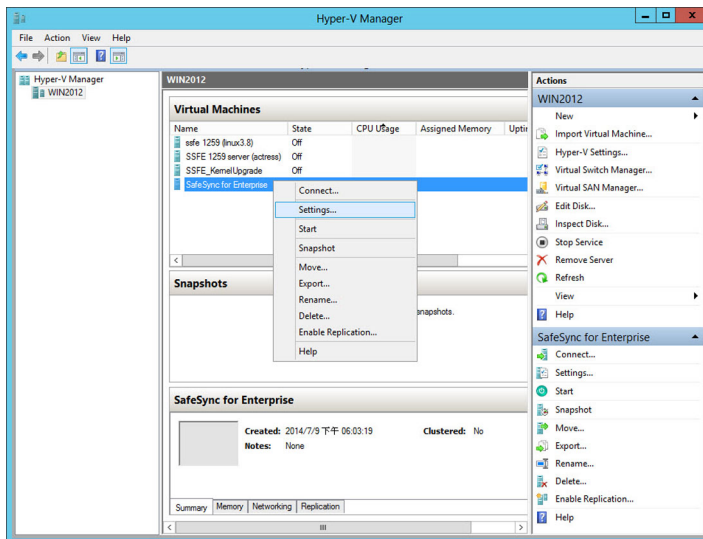 Hyper-V Manager
File Action View Help
Hyper-V Manager
WIN2012
WIN2012
Virtual Machines
Name State CPU Usage Assigned Memory Upti
ssfe 1259 (linux3.8) Off
SSFE 1259 server (actress) Off
SSFE_KernelUpgrade Off
SafeSync for Enterprise
Connect...
Settings...
Start
Snapshot
Move...
Export...
Rename...
Delete...
Enable Replication...
Help
Snapshots
snapshots.
SafeSync for Enterprise
Created: 2014/7/9 下午 06:03:19 Clustered: No
Notes: None
Summary Memory Networking Replication
Actions
WIN2012
New
Import Virtual Machine...
Hyper-V Settings...
Virtual Switch Manager...
Virtual SAN Manager...
Edit Disk...
Inspect Disk...
Stop Service
Remove Server
Refresh
View
Help
SafeSync for Enterprise
Connect...
Settings...
Start
Snapshot
Move...
Export...
Rename...
Delete...
Enable Replication...
Help